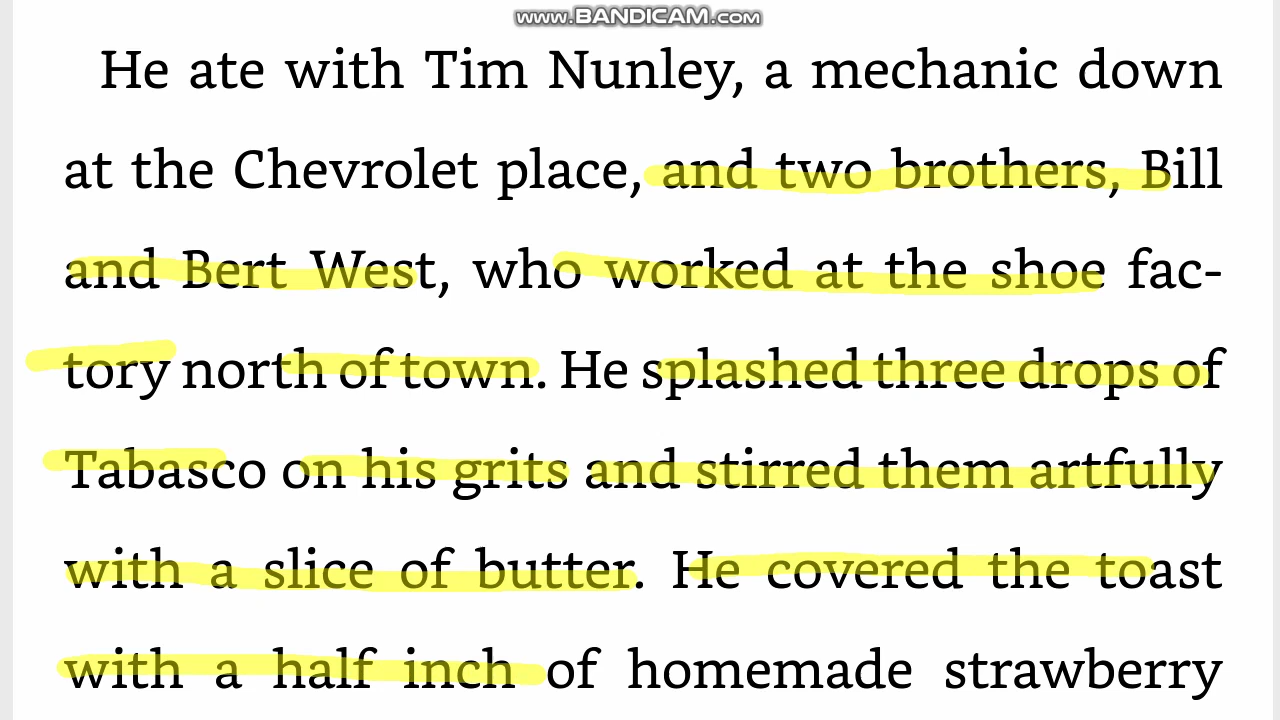 www.BANDICAM.com
He ate with Tim Nunley, a mechanic down
at the Chevrolet place, and two brothers, Bill
and Bert West, who worked at the shoe fac-
tory north of town. He splashed three drops of
Tabasco on his grits and stirred them artfully
with a slice of butter. He covered the toast
with a half inch of homemade strawberry